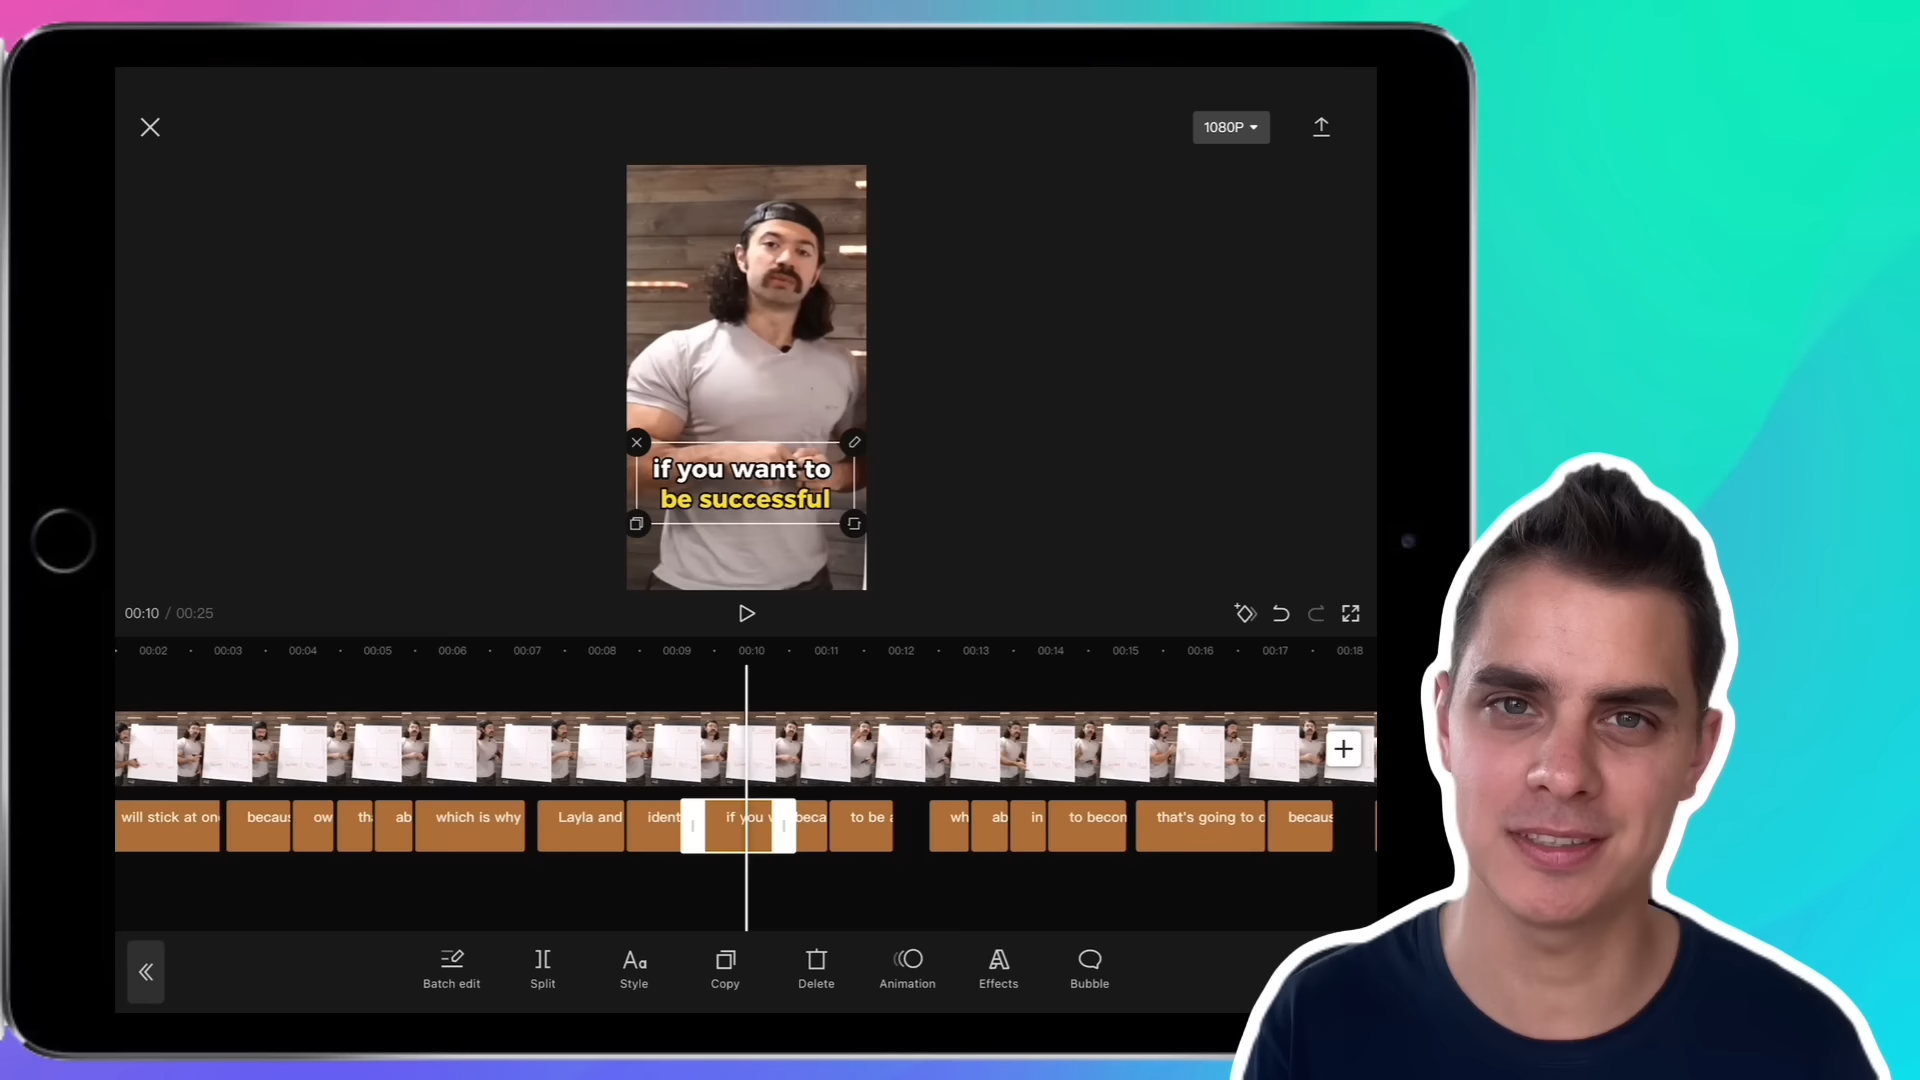 1080P
if you want to
be successful
00:10 / 00:25
00:02 00:03 00:04 00:05 00:06 00:07 00:08 00:09 00:10 00:11 00:12 00:13 00:14 00:15 00:16 00:17 00:18
will stick at on becaus ow th ab which is why Layla and ident if you beca to be wh ab in to becon that's going to becaus
Batch edit Split Aa Style Copy Delete Animation Effects Bubble